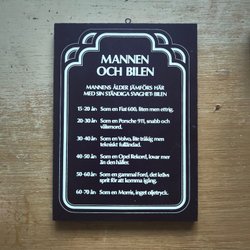 MANNEN
OCH BILEN
MANNENS ÅLDER JÄMFÖRS HÄR
MED SIN STÄNDIGA SVAGHET: BILEN
15-20 år Som en Fiat 600, liten men ettrig.
20-30 år Som en Porsche 911, snabb och
välformad.
30-40 år Som en Volvo, lite tråkig men
tekniskt fulländad.
40-50 år Som en Opel Rekord, lovar mer
än den håller.
50-60 år Som en gammal Ford, det krävs
sprit för att komma igång.
60-70 år Som en Morris, inget oljetryck.